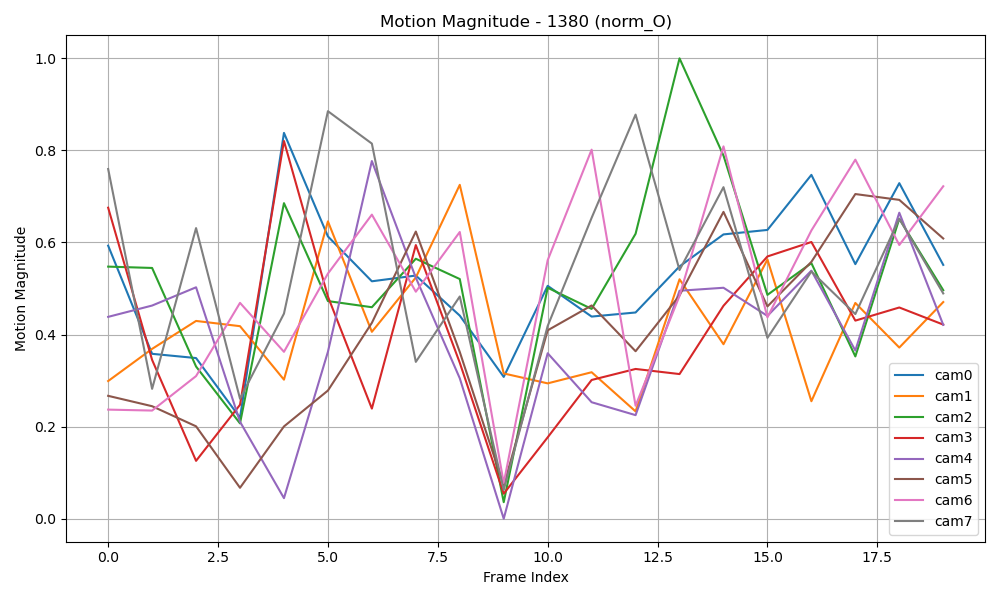 Motion Magnitude - 1380 (norm_O)
Motion Magnitude
1.0
0.8
0.6
0.4
0.2
0.0
0.0 2.5 5.0 7.5 10.0 12.5 15.0 17.5
Frame Index
cam0
cam1
cam2
cam3
cam4
cam5
cam6
cam7